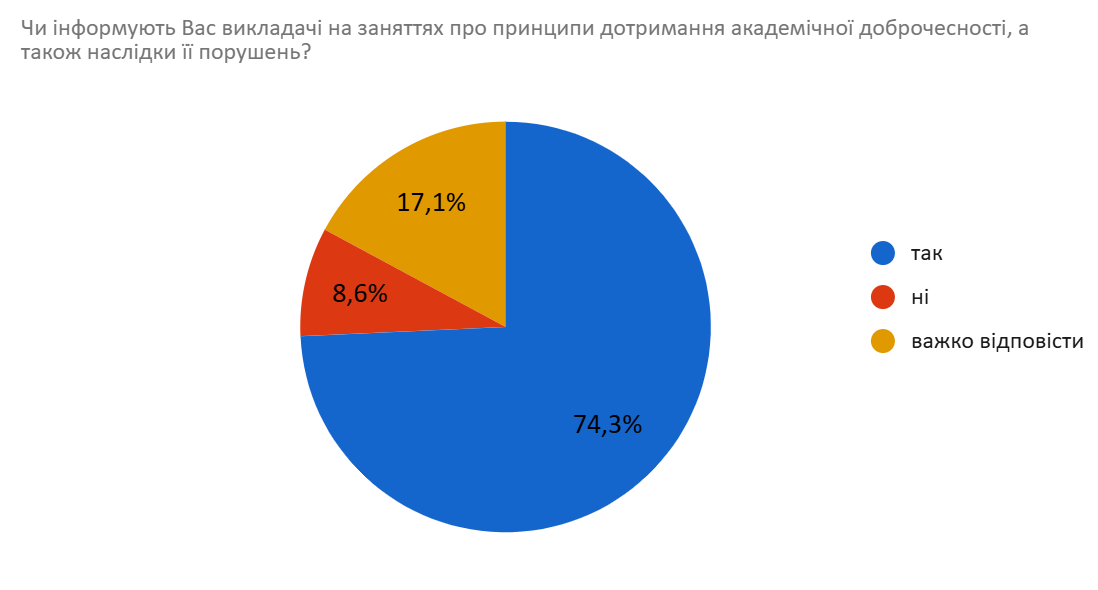 Чи інформують Вас викладачі на заняттях про принципи дотримання академічної доброчесності, а
також наслідки її порушень?
17,1%
8,6%
74,3%
так
ні
важко відповісти